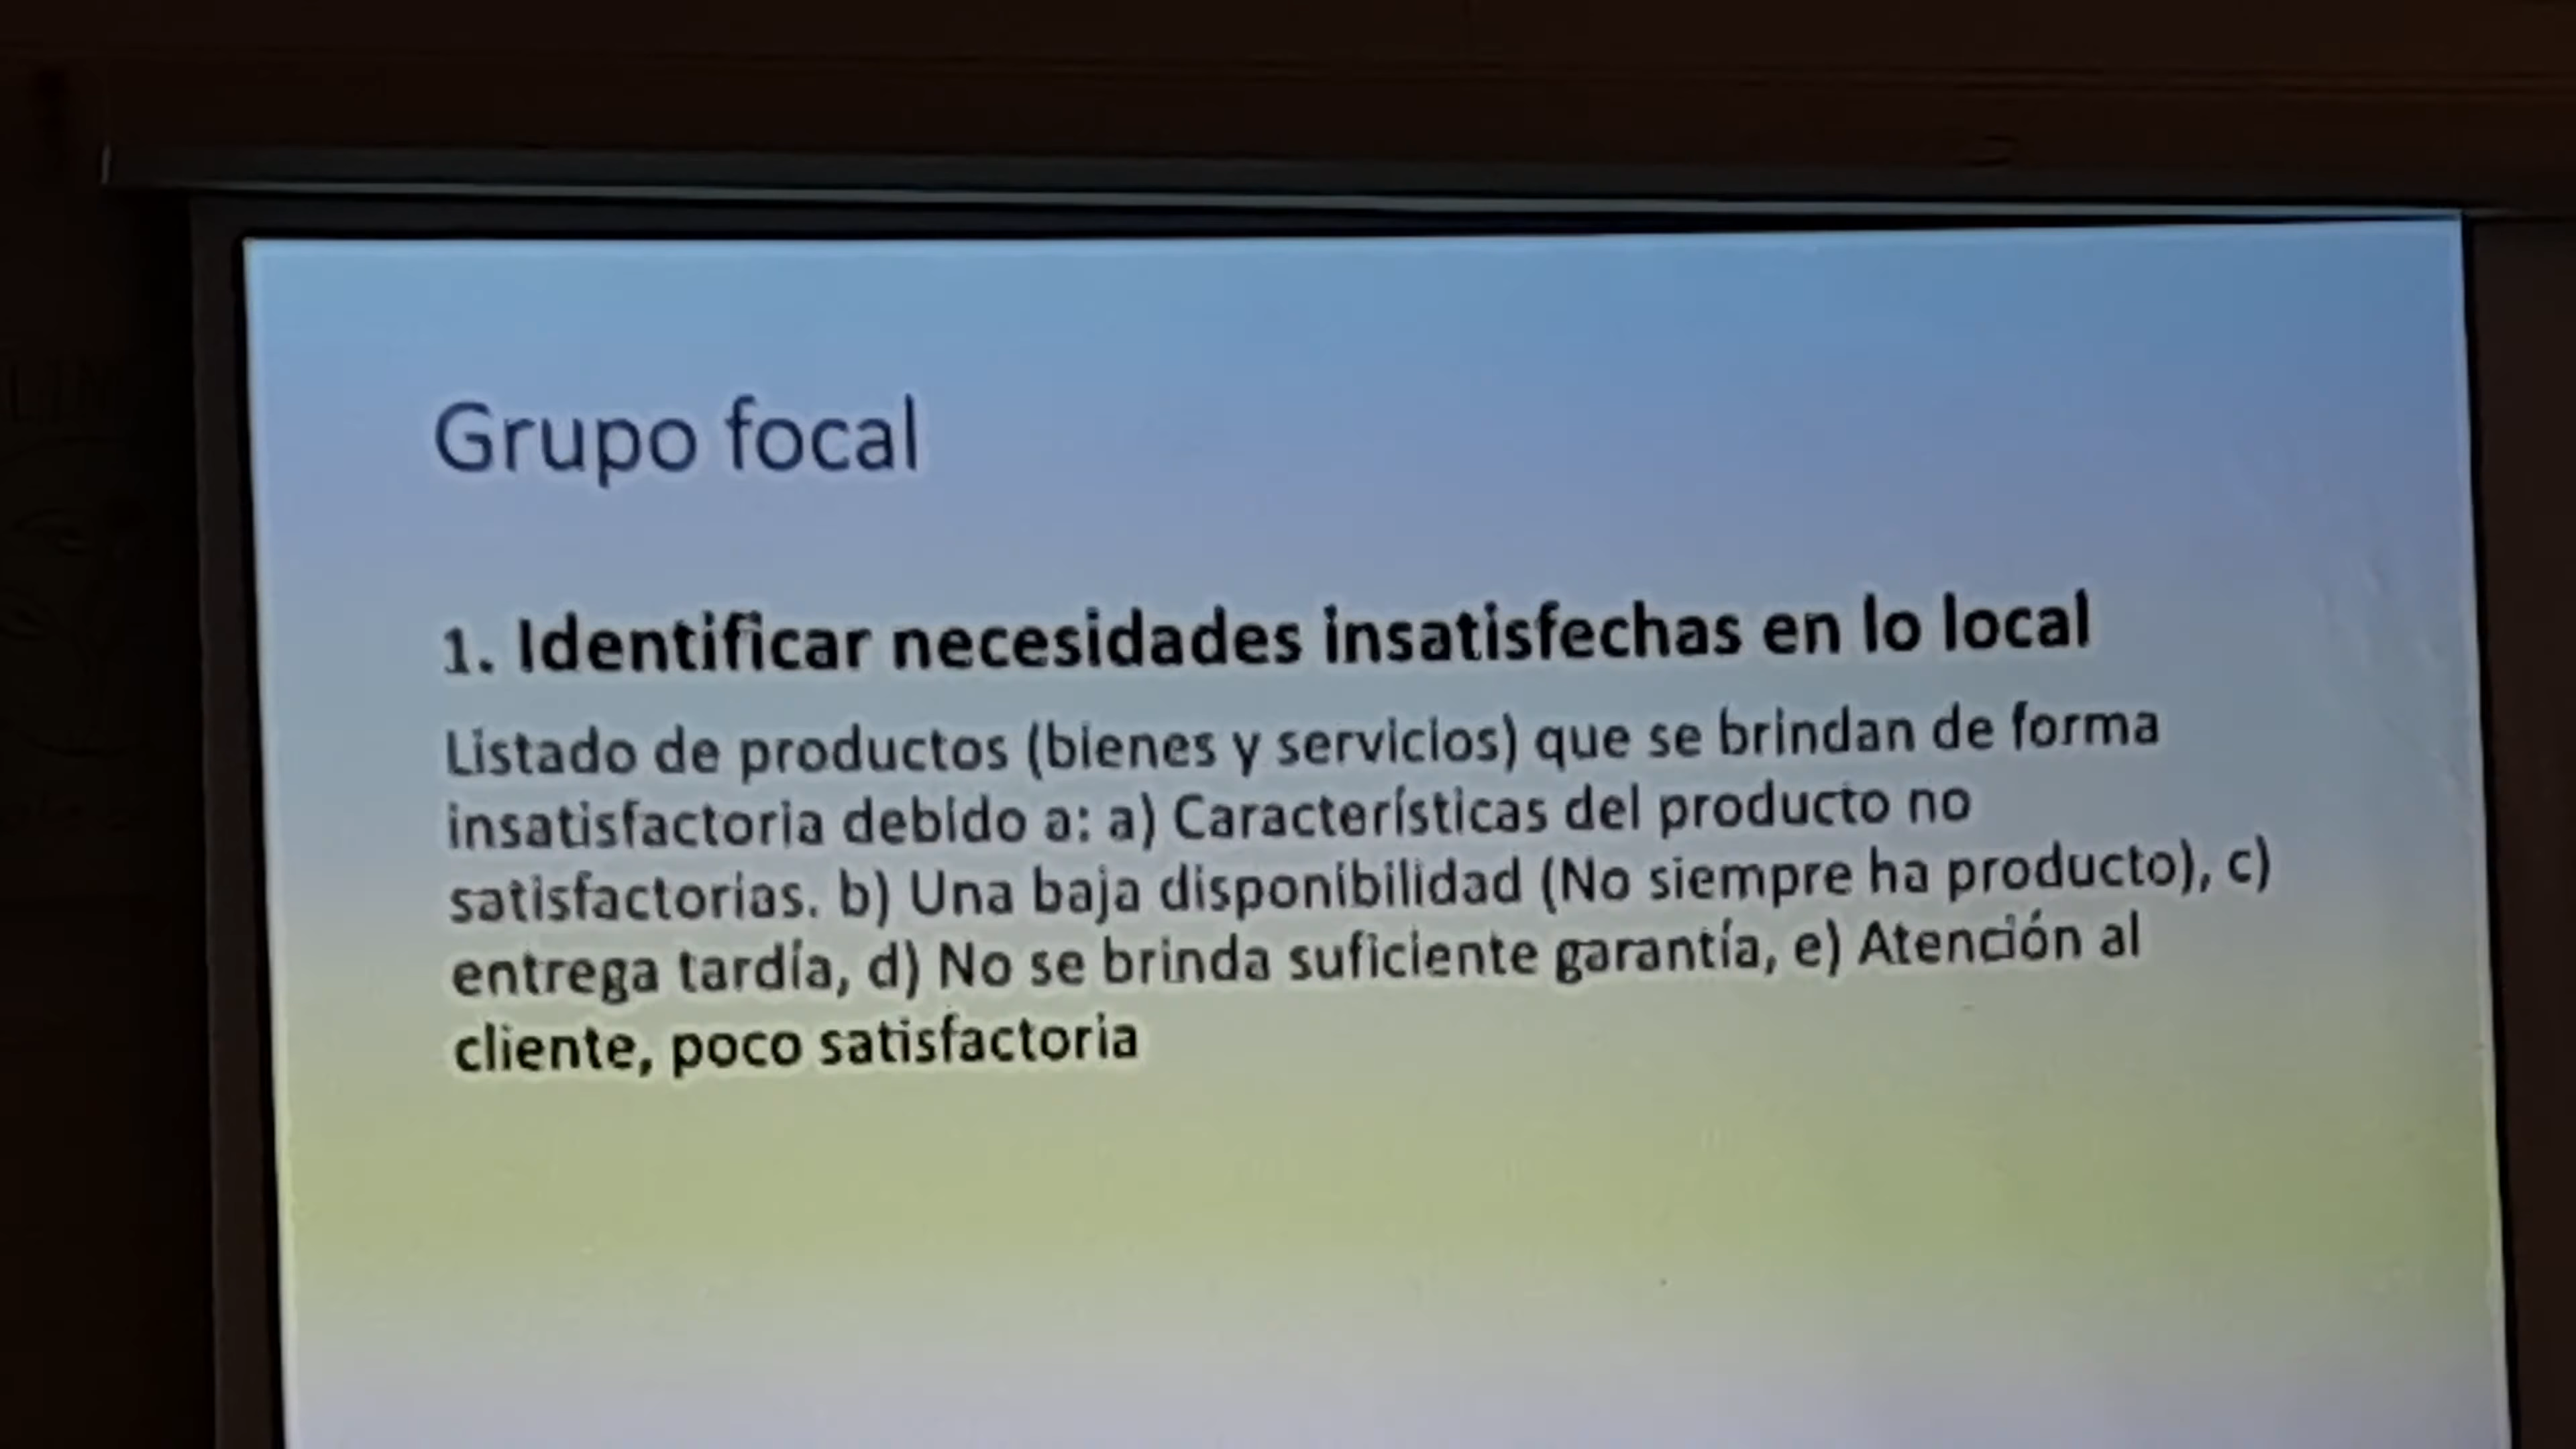 Grupo focal
1. Identificar necesidades insatisfechas en lo local
Listado de productos (bienes y servicios) que se brindan de forma
insatisfactoria debido a: a) Características del producto no
satisfactorias. b) Una baja disponibilidad (No siempre ha producto), c)
entrega tardía, d) No se brinda suficiente garantía, e) Atención al
cliente, poco satisfactoria